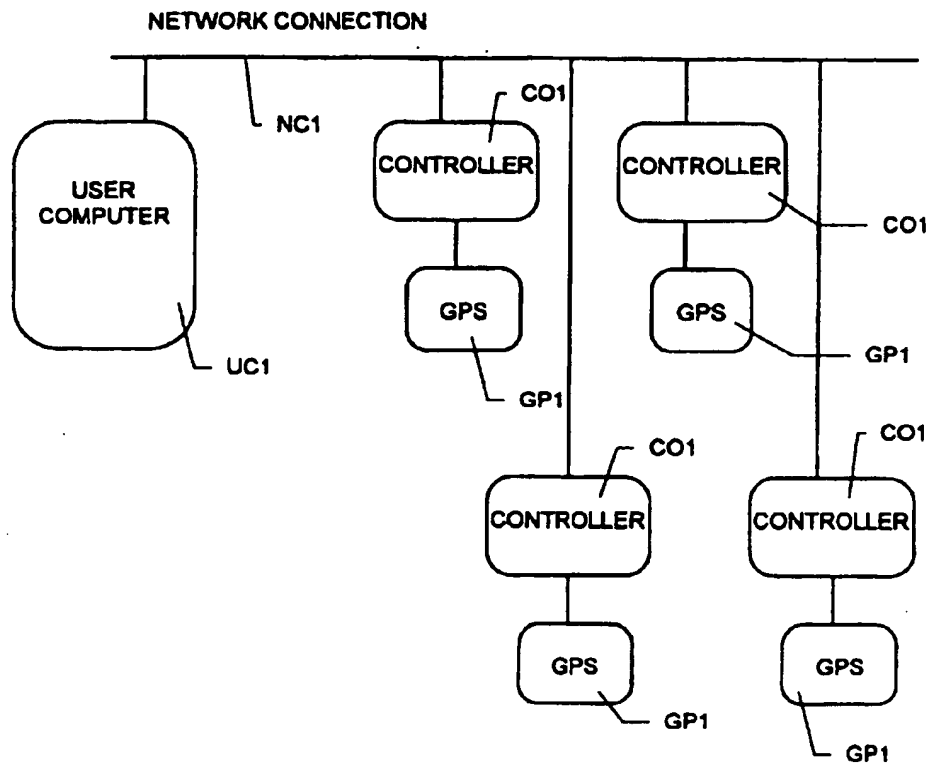 NETWORK CONNECTION
NC1
USER
COMPUTER
UC1
CO1
CONTROLLER
GPS
GP1
CONTROLLER
CO1
GPS
GP1
CO1
CONTROLLER
GPS
GP1
CO1
CONTROLLER
GPS
GP1